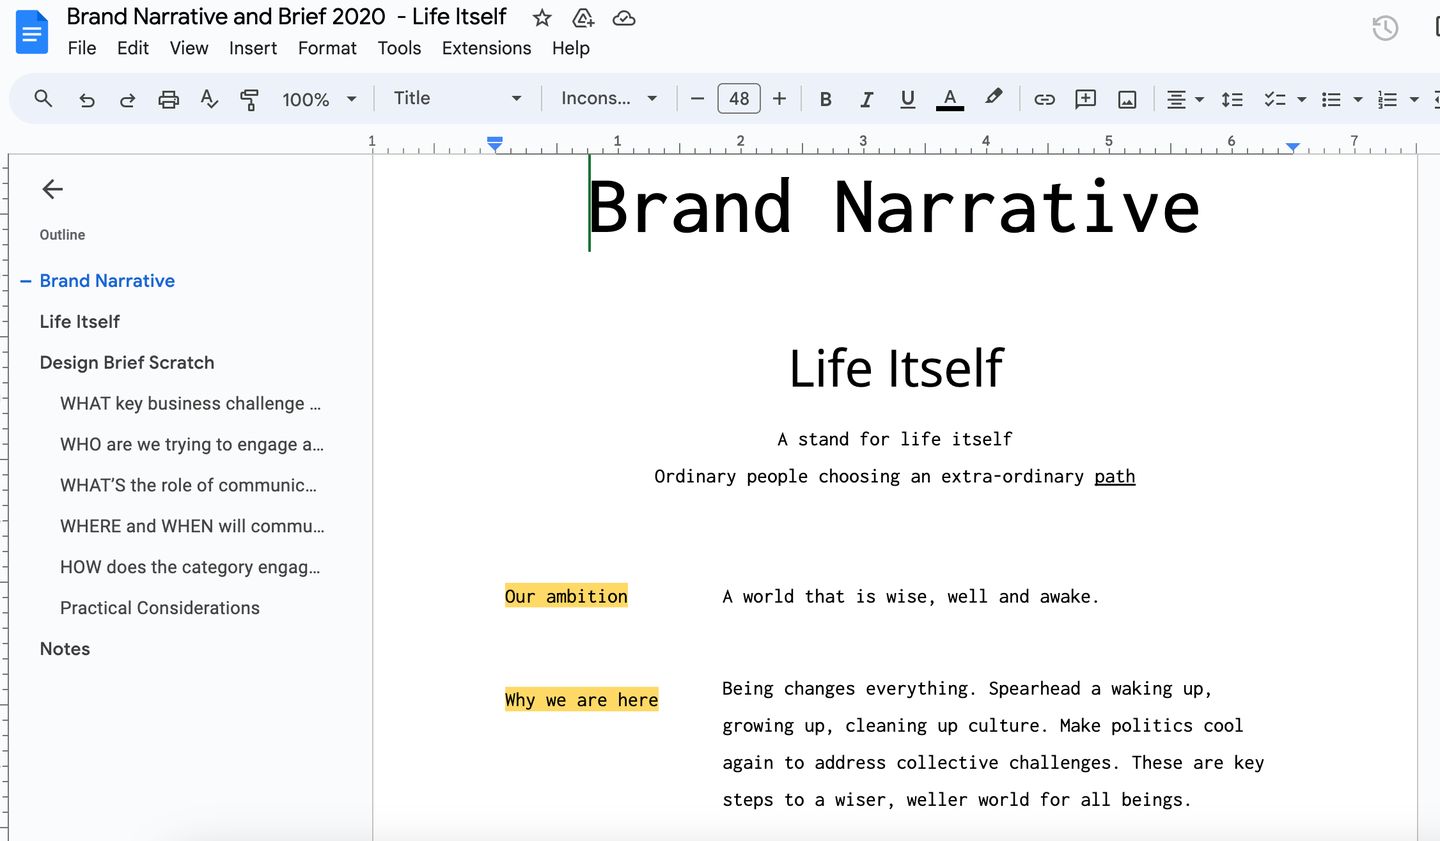 Brand Narrative and Brief 2020 - Life Itself
File Edit View Insert Format Tools Extensions Help
100% Title Incons... 48 B I U A
1 1 2 3 4 5 6 7
Outline
Brand Narrative
Life Itself
Design Brief Scratch
WHAT key business challenge ...
WHO are we trying to engage a...
WHAT'S the role of communic...
WHERE and WHEN will commu...
HOW does the category engag...
Practical Considerations
Notes
Brand Narrative
Life Itself
A stand for life itself
Ordinary people choosing an extra-ordinary path
Our ambition
A world that is wise, well and awake.
Why we are here
Being changes everything. Spearhead a waking up,
growing up, cleaning up culture. Make politics cool
again to address collective challenges. These are key
steps to a wiser, weller world for all beings.